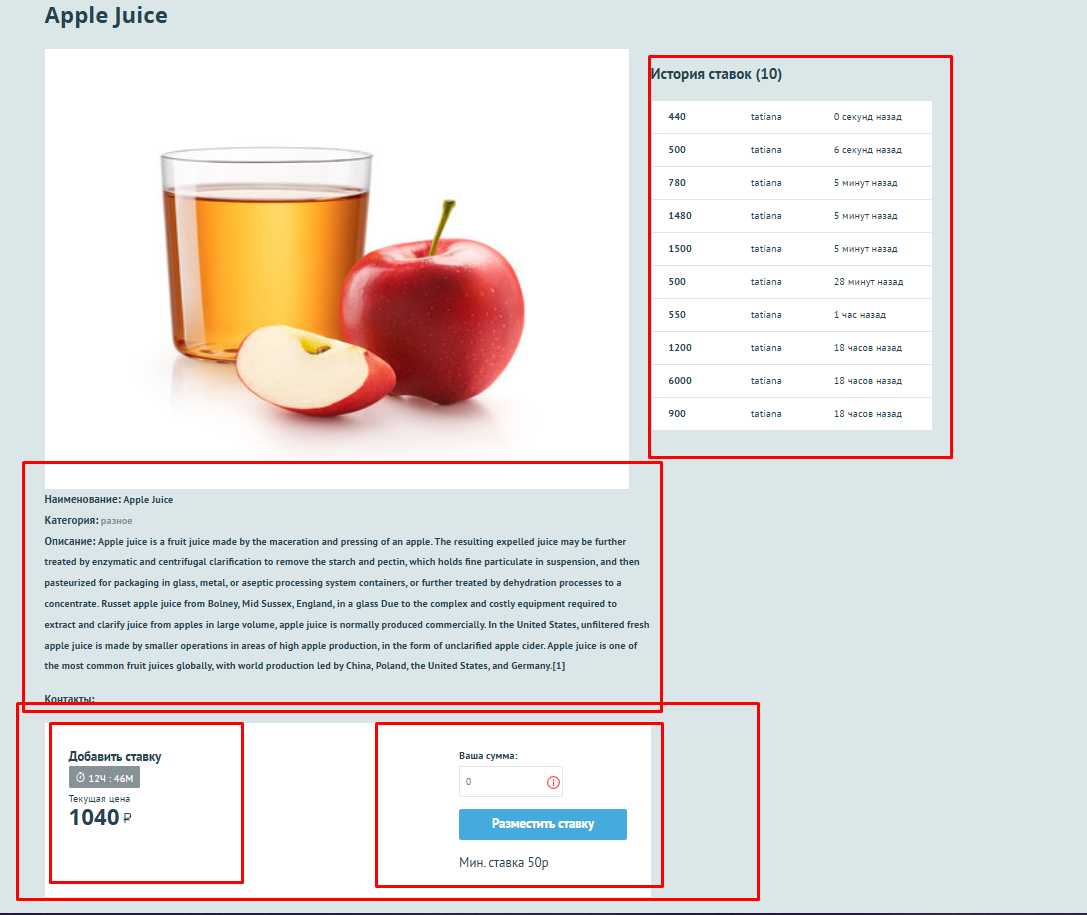 Apple Juice
История ставок (10)
440 tatiana 0 секунд назад
500 tatiana 6 секунд назад
780 tatiana 5 минут назад
1480 tatiana 5 минут назад
1500 tatiana 5 минут назад
500 tatiana 28 минут назад
550 tatiana 1 час назад
1200 tatiana 18 часов назад
6000 tatiana 18 часов назад
900 tatiana 18 часов назад
Наименование: Apple Juice
Категория: разное
Описание: Apple juice is a fruit juice made by the maceration and pressing of an apple. The resulting expelled juice may be further
treated by enzymatic and centrifugal clarification to remove the starch and pectin, which holds fine particulate in suspension, and then
pasteurized for packaging in glass, metal, or aseptic processing system containers, or further treated by dehydration processes to a
concentrate. Russet apple juice from Bolney, Mid Sussex, England, in a glass Due to the complex and costly equipment required to
extract and clarify juice from apples in large volume, apple juice is normally produced commercially. In the United States, unfiltered fresh
apple juice is made by smaller operations in areas of high apple production, in the form of unclarified apple cider. Apple juice is one of
the most common fruit juices globally, with world production led by China, Poland, the United States, and Germany.[1]
Контакты:
Добавить ставку
12Ч : 46М
Текущая цена
1040 ₽
Ваша сумма:
0
Разместить ставку
Мин. ставка 50р